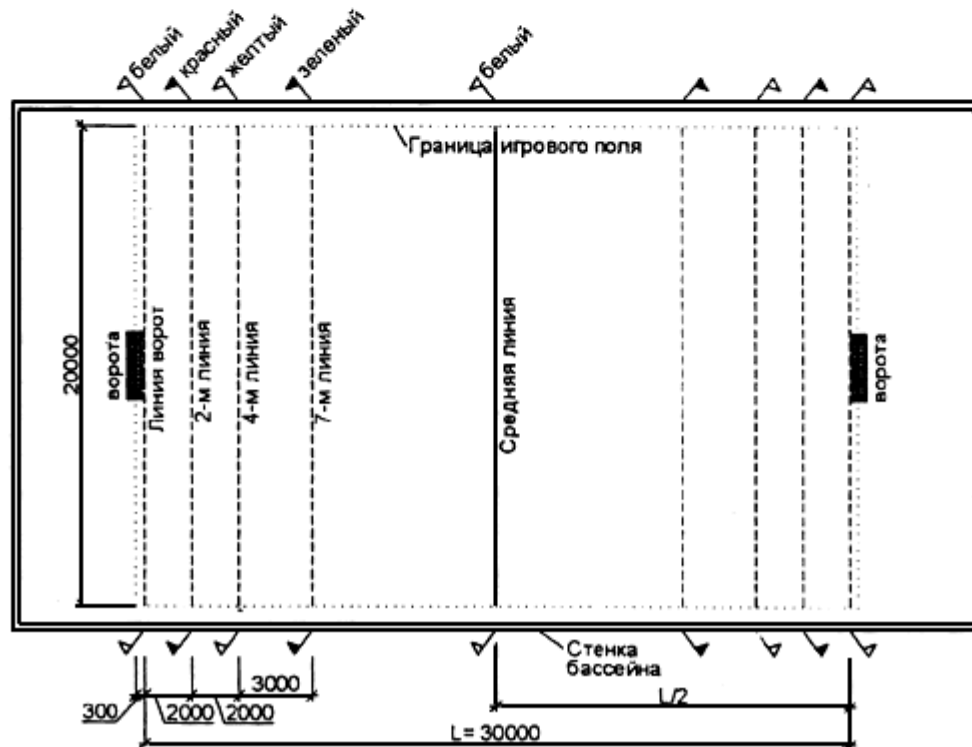 белый
красный
желтый
зеленый
белый
Граница игрового поля
20000
ворота
Линия ворот
2-м линия
4-м линия
7-м линия
Средняя линия
ворота
Стенка
бассейна
300
2000
2000
3000
L/2
L= 30000